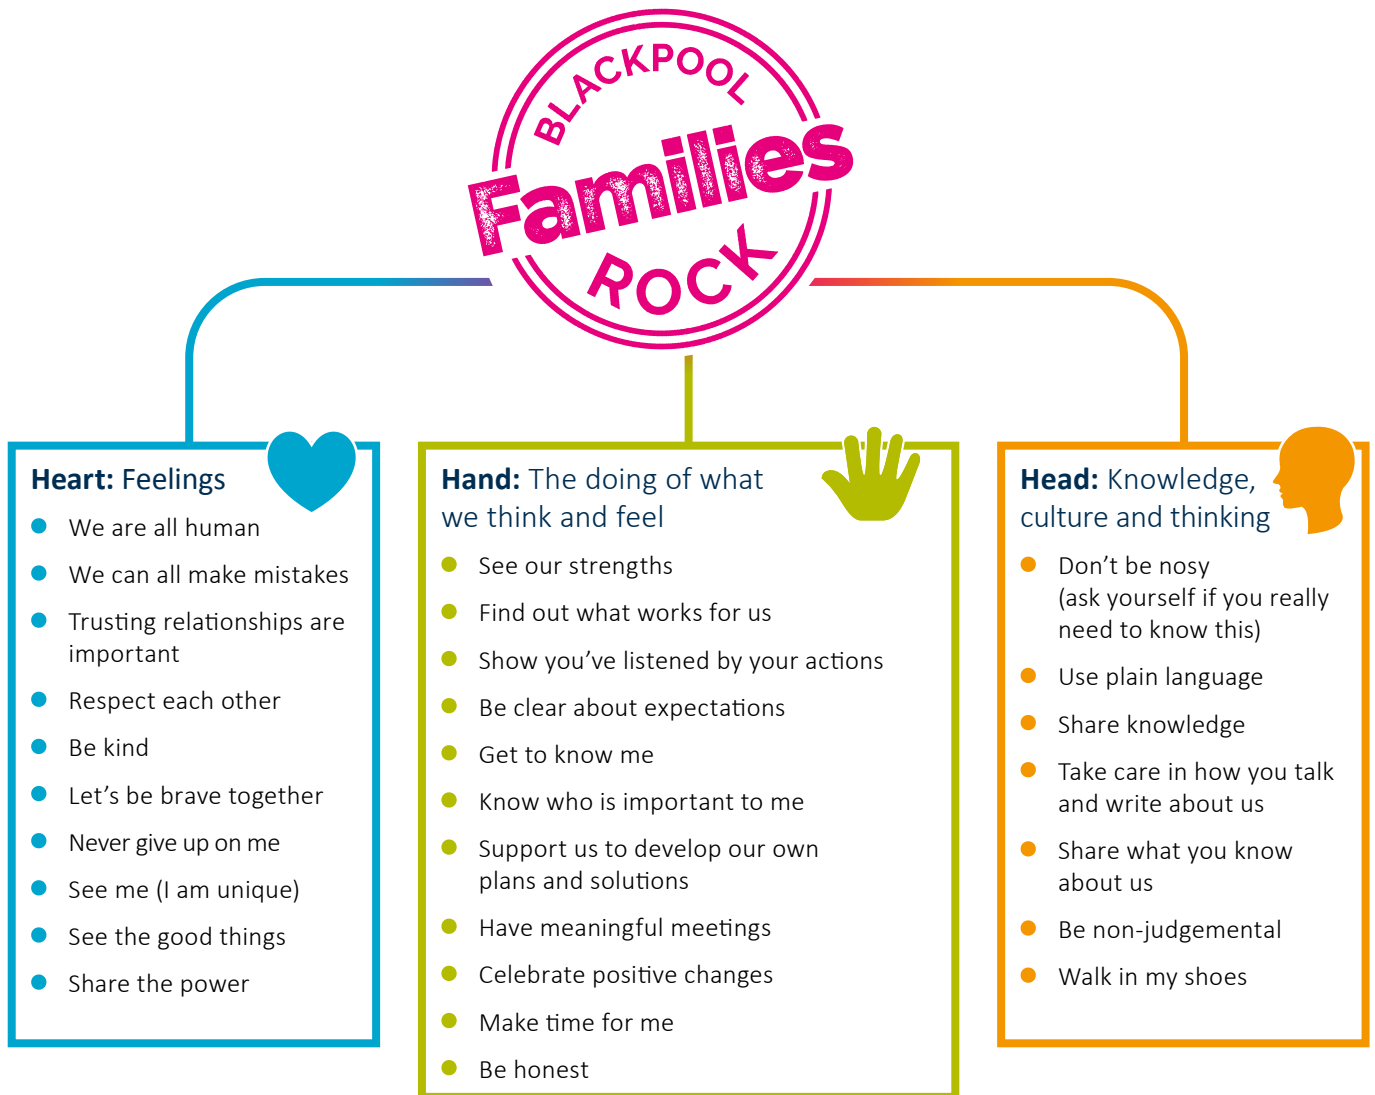 BLACKPOOL
Families
ROCK
Heart: Feelings
We are all human
We can all make mistakes
Trusting relationships are
important
Respect each other
Be kind
Let’s be brave together
Never give up on me
See me (I am unique)
See the good things
Share the power
Hand: The doing of what
we think and feel
See our strengths
Find out what works for us
Show you’ve listened by your actions
Be clear about expectations
Get to know me
Know who is important to me
Support us to develop our own
plans and solutions
Have meaningful meetings
Celebrate positive changes
Make time for me
Be honest
Head: Knowledge,
culture and thinking
Don’t be nosy
(ask yourself if you really
need to know this)
Use plain language
Share knowledge
Take care in how you talk
and write about us
Share what you know
about us
Be non-judgemental
Walk in my shoes